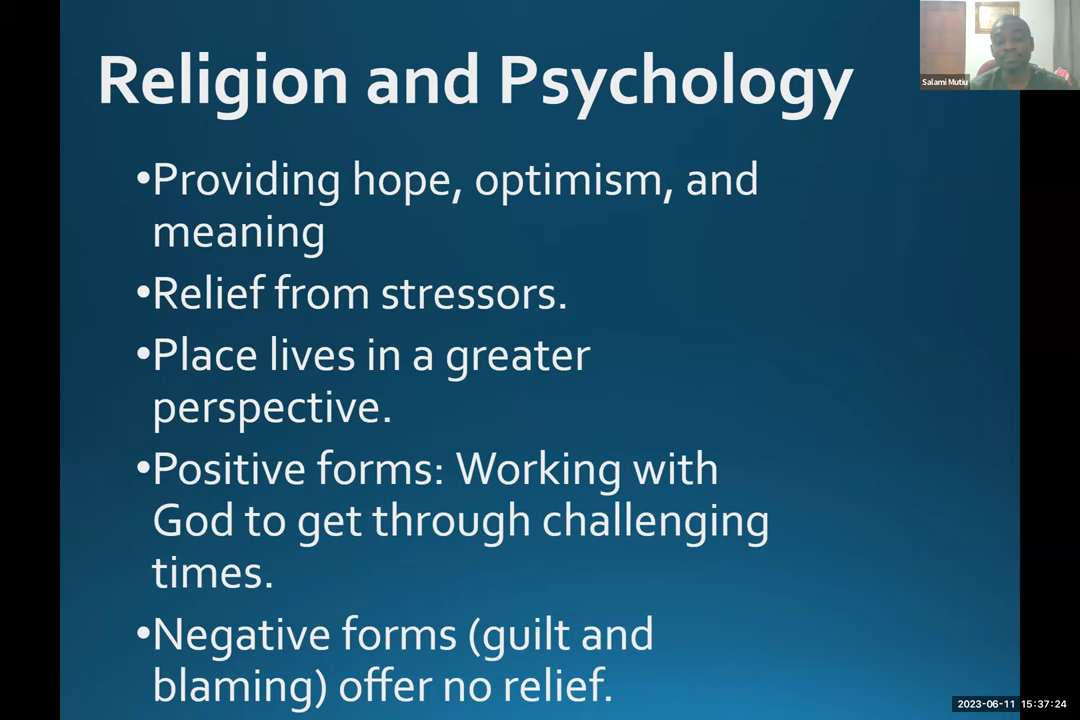 Religion and Psychology
Salami Mutiu
•Providing hope, optimism, and
meaning
•Relief from stressors.
•Place lives in a greater
perspective.
•Positive forms: Working with
God to get through challenging
times.
•Negative forms (guilt and
blaming) offer no relief.
2023-06-11 15:37:24